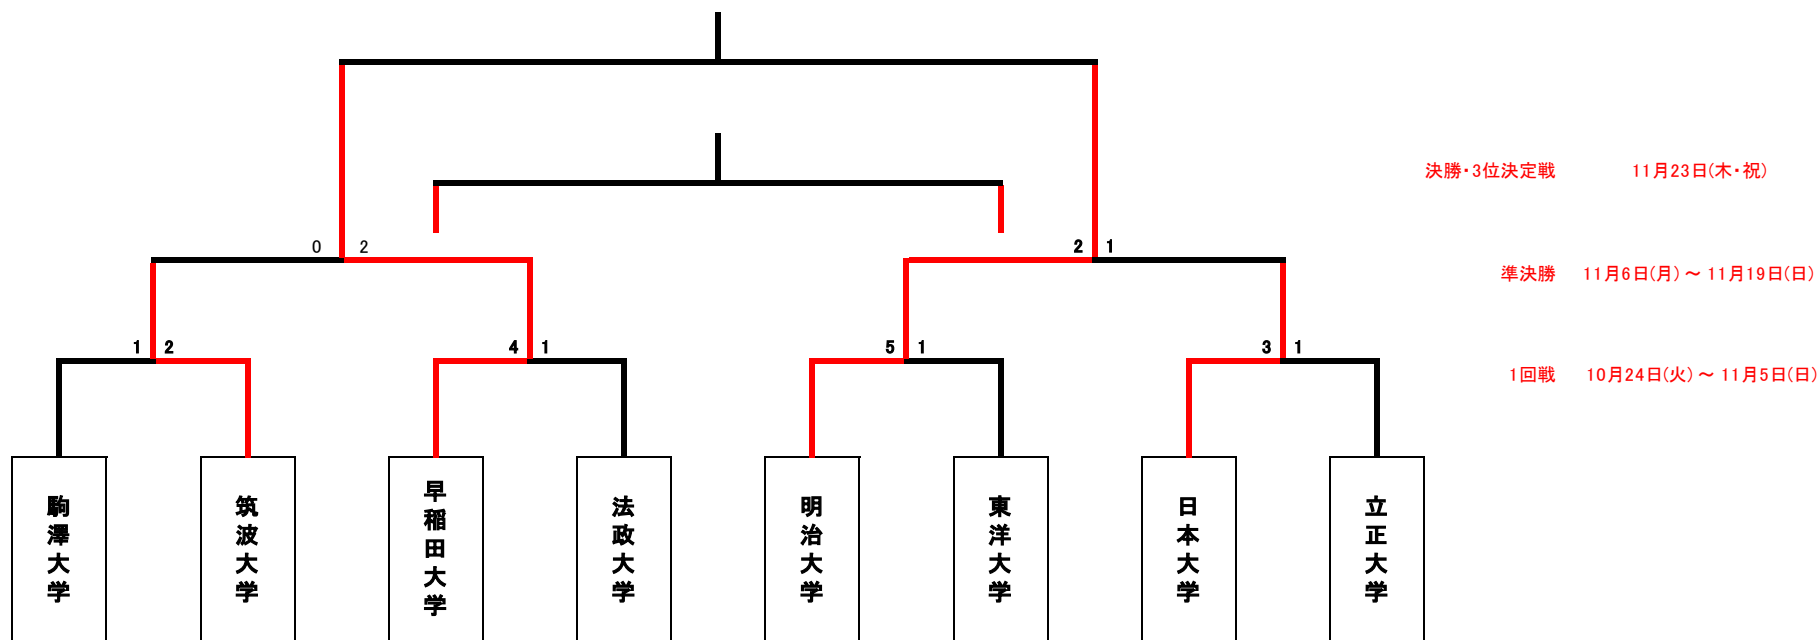 決勝・3位決定戦 11月23日(木・祝)
0 2 2 1
準決勝 11月6日(月)～11月19日(日)
1 2 4 1 5 1 3 1
1回戦 10月24日(火)～11月5日(日)
駒澤大学
筑波大学
早稲田大学
法政大学
明治大学
東洋大学
日本大学
立正大学